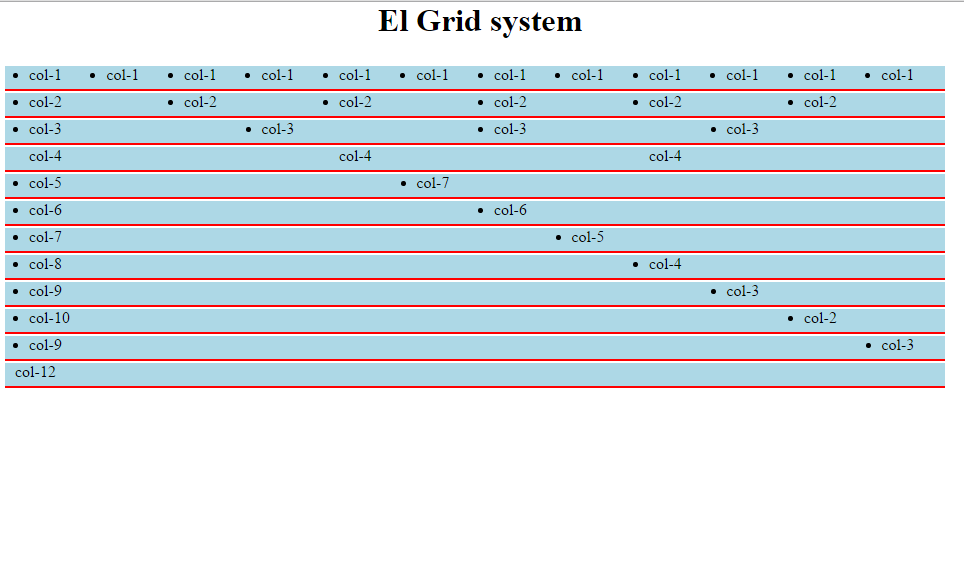 El Grid system
• col-1 • col-1 • col-1 • col-1 • col-1 • col-1 • col-1 • col-1 • col-1 • col-1 • col-1 • col-1
• col-2 • col-2 • col-2 • col-2 • col-2 • col-2
• col-3 • col-3 • col-3 • col-3
col-4 col-4 col-4
• col-5 • col-7
• col-6 • col-6
• col-7 • col-5
• col-8 • col-4
• col-9 • col-3
• col-10 • col-2
• col-9 • col-3
col-12